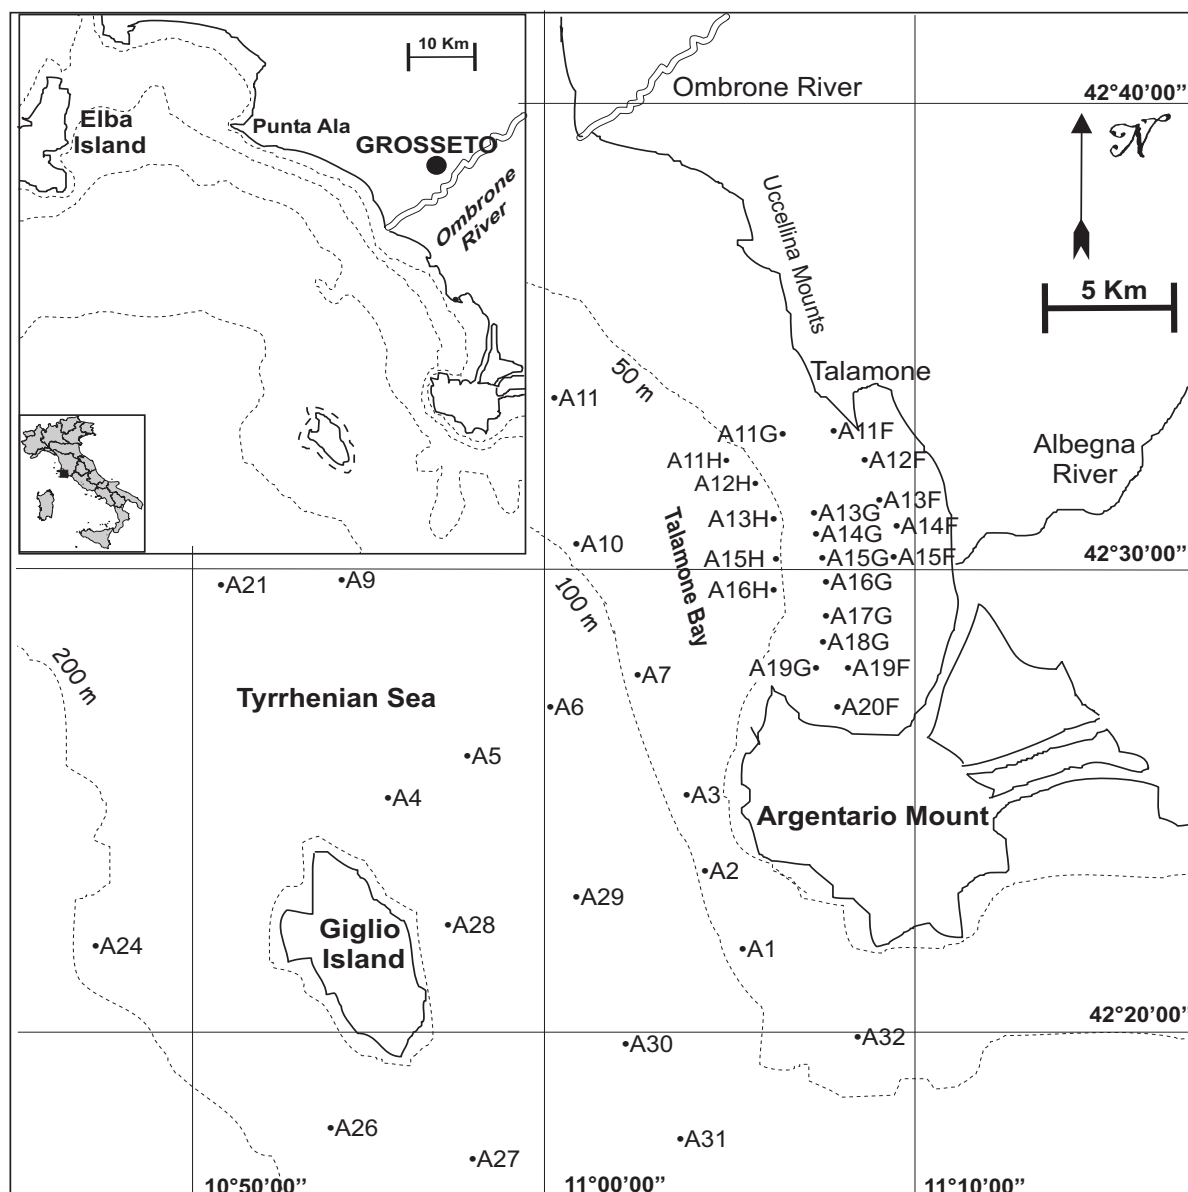 10 Km
Elba
Island
Punta Ala
GROSSETO
Ombrone
River
Ombrone River
42°40'00”
N
Uccellina Mounts
5 Km
50 m
Talamone
A11
A11G
A11F
A11H
A12F
Albegna
River
A12H
A13F
A13H
A13G
A14F
A14G
Talamone Bay
A10
A15H
A15G
A15F
42°30'00”
A21
A9
100 m
A16H
A16G
A17G
A18G
200 m
A7
A19G
A19F
Tyrrhenian Sea
A6
A20F
A5
A4
A3
Argentario Mount
A2
A29
Giglio
Island
A28
A24
A1
42°20'00”
A30
A32
A26
A31
A27
10°50'00”
11°00'00”
11°10'00”